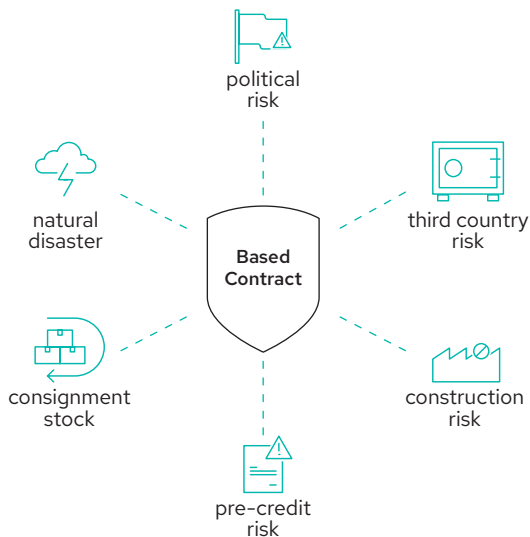 political
risk
natural
disaster
third country
risk
Based
Contract
consignment
stock
construction
risk
pre-credit
risk